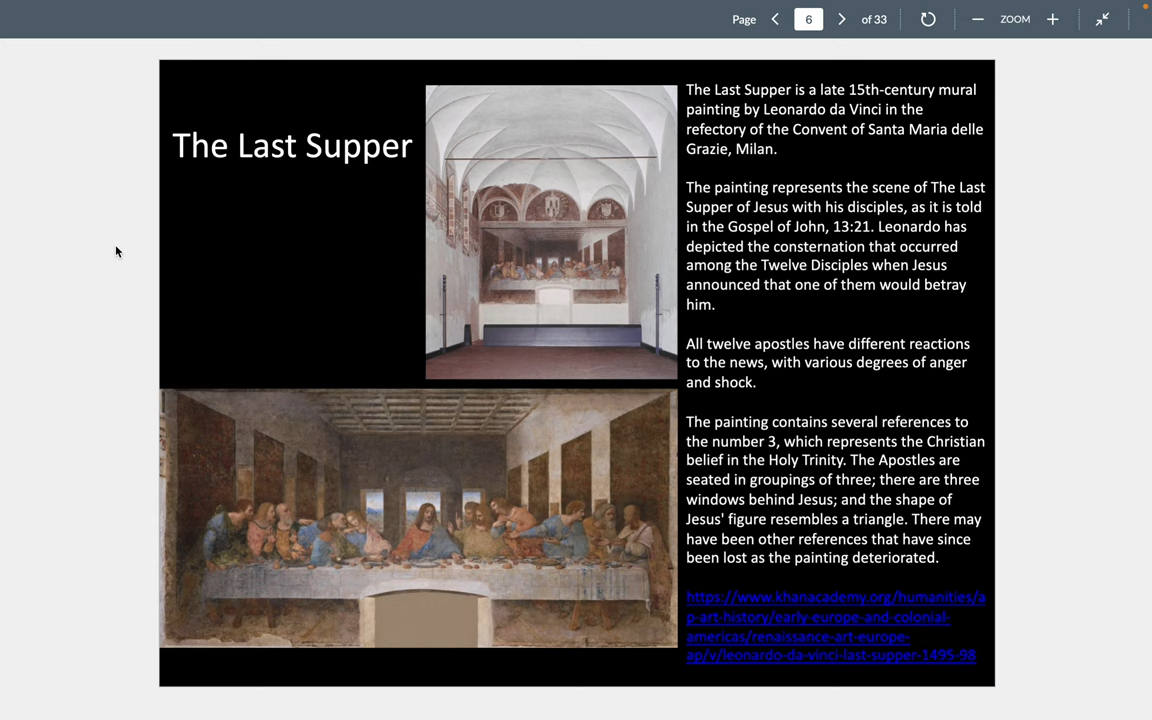 Page 6 of 33 ZOOM
The Last Supper
The Last Supper is a late 15th-century mural
painting by Leonardo da Vinci in the
refectory of the Convent of Santa Maria delle
Grazie, Milan.
The painting represents the scene of The Last
Supper of Jesus with his disciples, as it is told
in the Gospel of John, 13:21. Leonardo has
depicted the consternation that occurred
among the Twelve Disciples when Jesus
announced that one of them would betray
him.
All twelve apostles have different reactions
to the news, with various degrees of anger
and shock.
The painting contains several references to
the number 3, which represents the Christian
belief in the Holy Trinity. The Apostles are
seated in groupings of three; there are three
windows behind Jesus; and the shape of
Jesus' figure resembles a triangle. There may
have been other references that have since
been lost as the painting deteriorated.
https://www.khanacademy.org/humanities/a
p-art-history/early-europe-and-colonial-
americas/renaissance-art-europe-
ap/v/leonardo-da-vinci-last-supper-1495-98